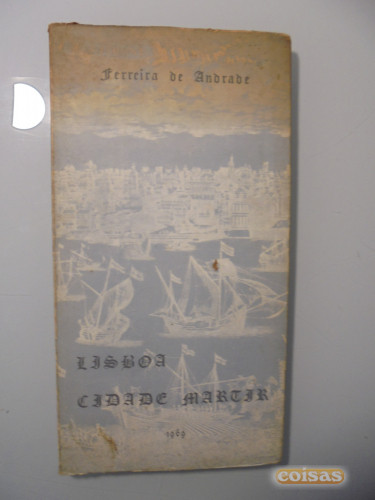 Ferreira de Andrade
LISBOA
CIDADE MARTIR
1969
coisas